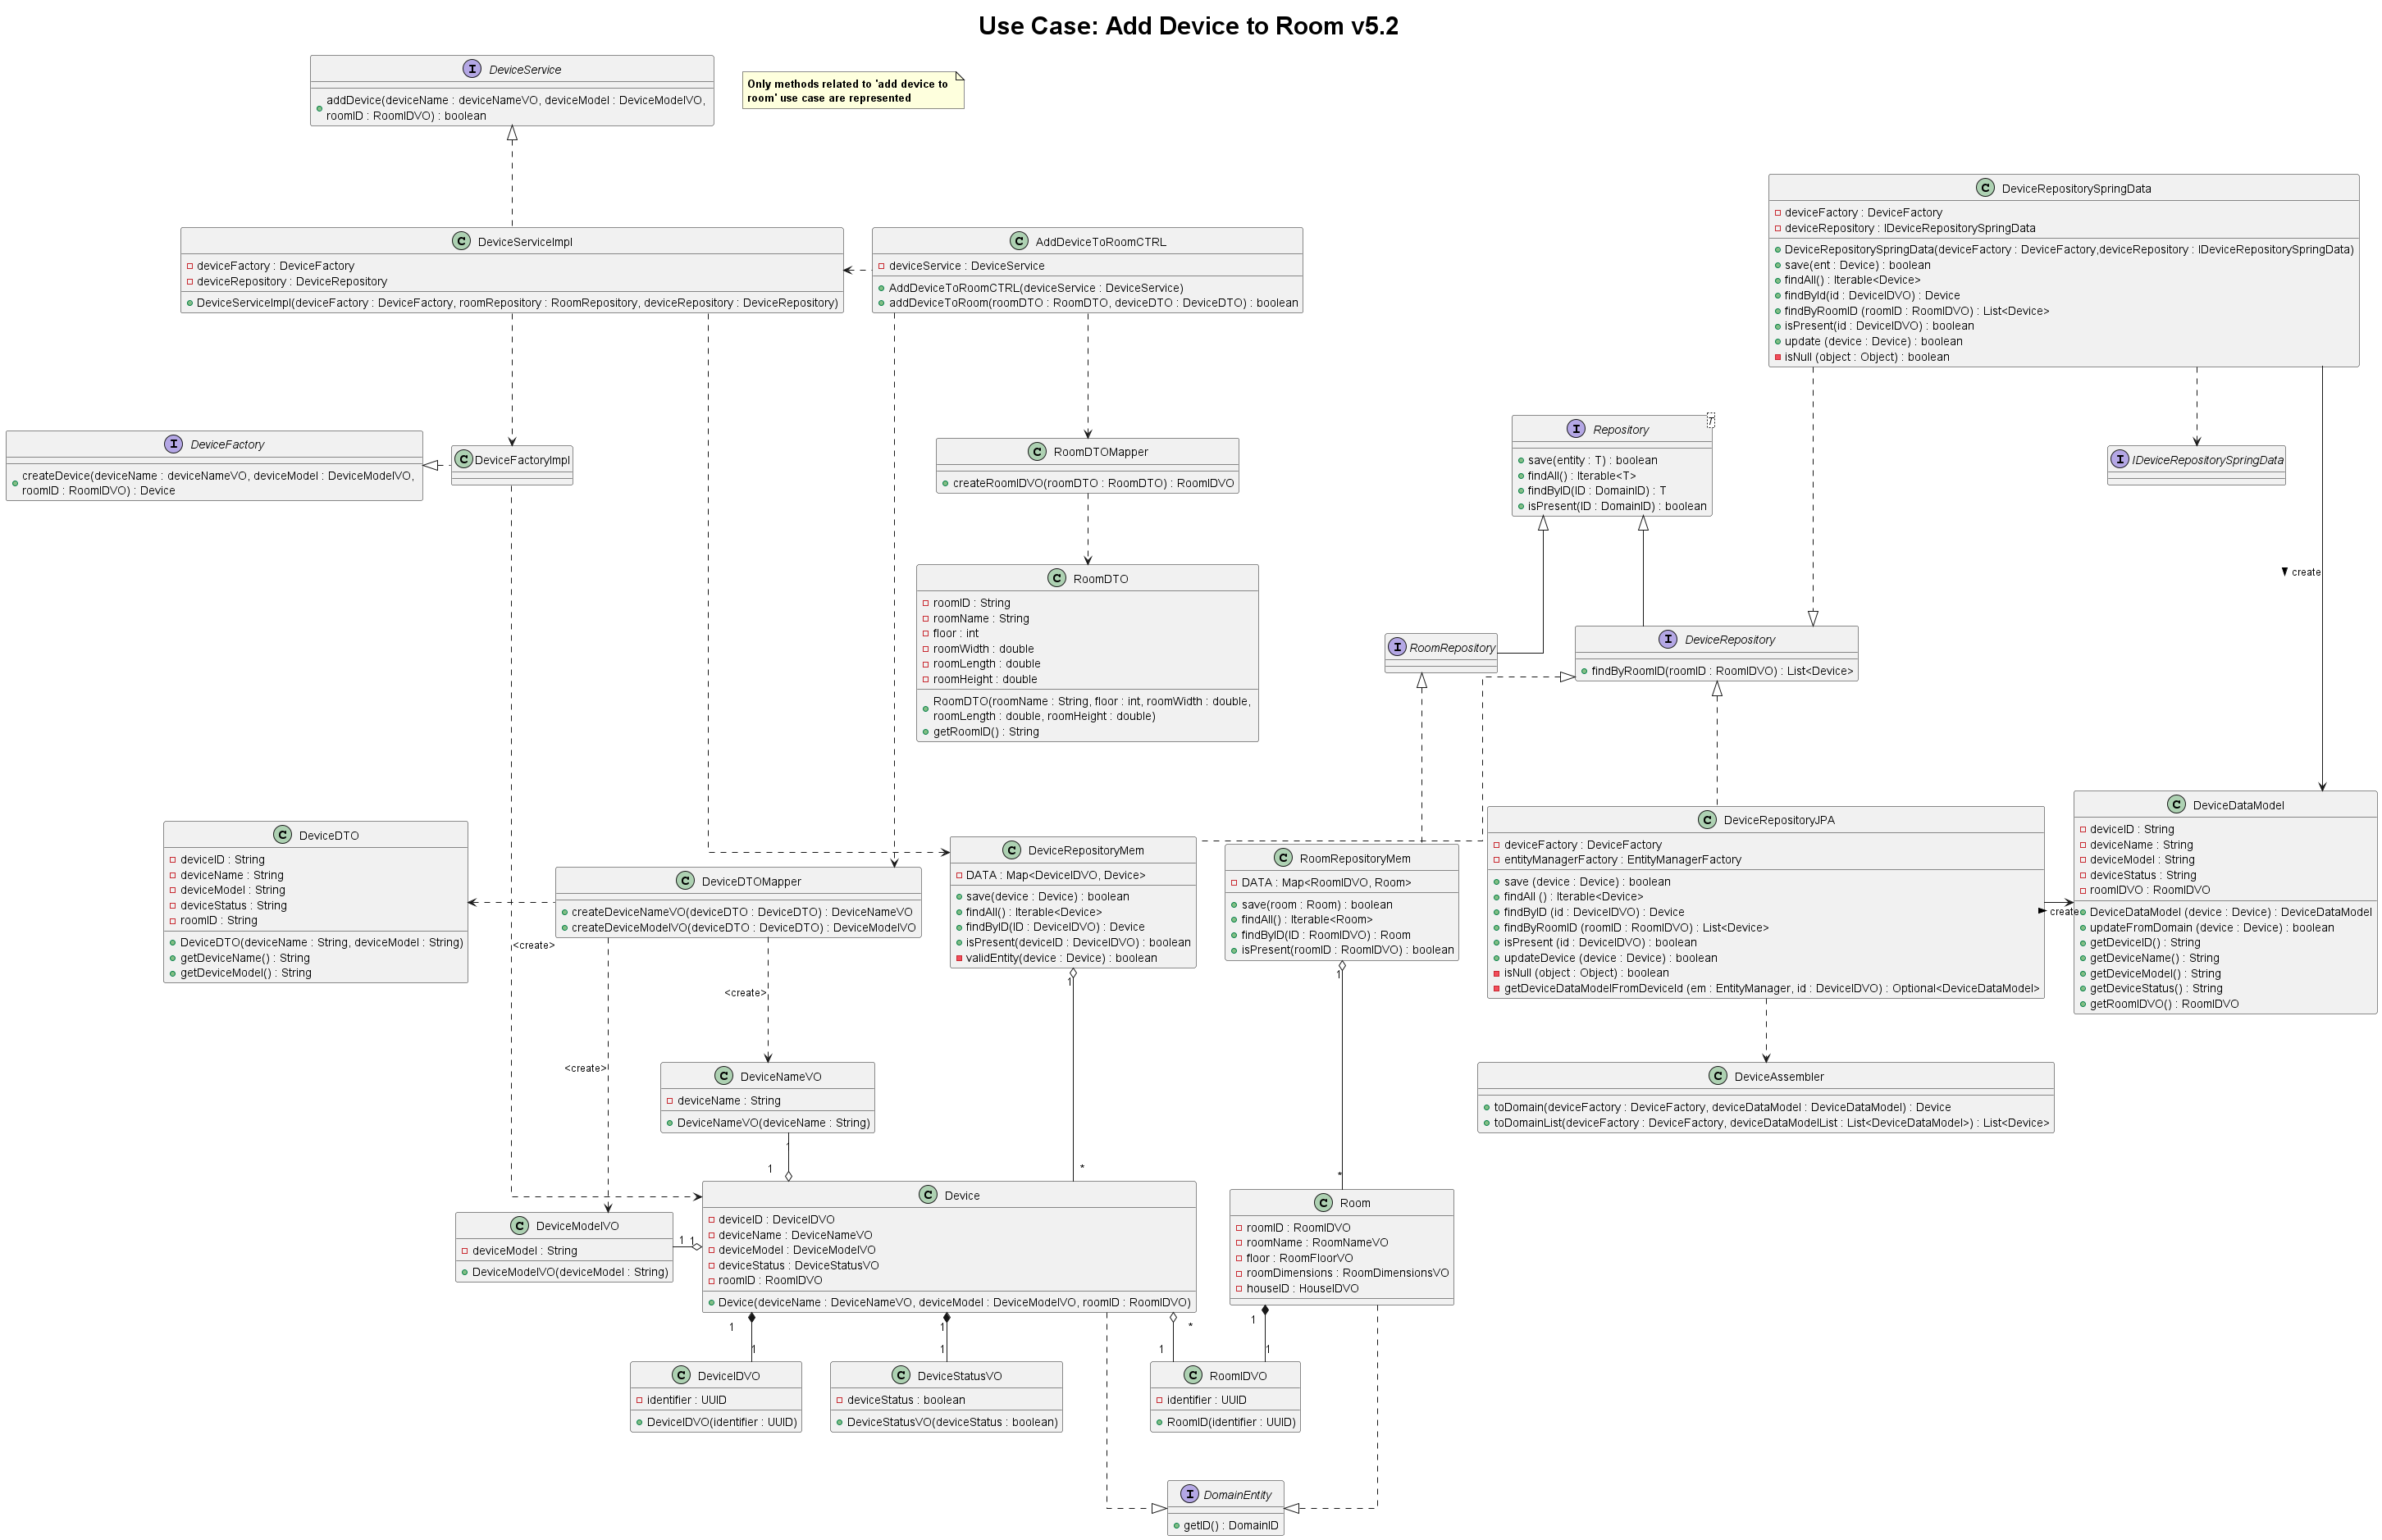 Use Case: Add Device to Room v5.2
I DeviceService
addDevice(deviceName : deviceNameVO, deviceModel : DeviceModelVO,
roomID : RoomIDVO) : boolean
Only methods related to 'add device to
room' use case are represented
C DeviceServiceImpl
deviceFactory : DeviceFactory
deviceRepository : DeviceRepository
DeviceServiceImpl(deviceFactory : DeviceFactory, roomRepository : RoomRepository, deviceRepository : DeviceRepository)
C AddDeviceToRoomCTRL
deviceService : DeviceService
AddDeviceToRoomCTRL(deviceService : DeviceService)
addDeviceToRoom(roomDTO : RoomDTO, deviceDTO : DeviceDTO) : boolean
C DeviceRepositorySpringData
deviceFactory : DeviceFactory
deviceRepository : IDeviceRepositorySpringData
DeviceRepositorySpringData(deviceFactory : DeviceFactory,deviceRepository : IDeviceRepositorySpringData)
save(ent : Device) : boolean
findAll() : Iterable<Device>
findById(id : DeviceIDVO) : Device
findByRoomID (roomID : RoomIDVO) : List<Device>
isPresent(id : DeviceIDVO) : boolean
update (device : Device) : boolean
isNull (object : Object) : boolean
I DeviceFactory
createDevice(deviceName : deviceNameVO, deviceModel : DeviceModelVO,
roomID : RoomIDVO) : Device
C DeviceFactoryImpl
C RoomDTOMapper
createRoomIDVO(roomDTO : RoomDTO) : RoomIDVO
I Repository
T
save(entity : T) : boolean
findAll() : Iterable<T>
findByID(ID : DomainID) : T
isPresent(ID : DomainID) : boolean
I IDeviceRepositorySpringData
create
C RoomDTO
roomID : String
roomName : String
floor : int
roomWidth : double
roomLength : double
roomHeight : double
RoomDTO(roomName : String, floor : int, roomWidth : double,
roomLength : double, roomHeight : double)
getRoomID() : String
I RoomRepository
I DeviceRepository
findByRoomID(roomID : RoomIDVO) : List<Device>
C DeviceDTO
deviceID : String
deviceName : String
deviceModel : String
deviceStatus : String
roomID : String
DeviceDTO(deviceName : String, deviceModel : String)
getDeviceName() : String
getDeviceModel() : String
<create>
C DeviceDTOMapper
createDeviceNameVO(deviceDTO : DeviceDTO) : DeviceNameVO
createDeviceModelVO(deviceDTO : DeviceDTO) : DeviceModelVO
C DeviceRepositoryMem
DATA : Map<DeviceIDVO, Device>
save(device : Device) : boolean
findAll() : Iterable<Device>
findByID(ID : DeviceIDVO) : Device
isPresent(deviceID : DeviceIDVO) : boolean
validEntity(device : Device) : boolean
C RoomRepositoryMem
DATA : Map<RoomIDVO, Room>
save(room : Room) : boolean
findAll() : Iterable<Room>
findByID(ID : RoomIDVO) : Room
isPresent(roomID : RoomIDVO) : boolean
C DeviceRepositoryJPA
deviceFactory : DeviceFactory
entityManagerFactory : EntityManagerFactory
save (device : Device) : boolean
findAll () : Iterable<Device>
findByID (id : DeviceIDVO) : Device
findByRoomID (roomID : RoomIDVO) : List<Device>
isPresent (id : DeviceIDVO) : boolean
updateDevice (device : Device) : boolean
isNull (object : Object) : boolean
getDeviceDataModelFromDeviceId (em : EntityManager, id : DeviceIDVO) : Optional<DeviceDataModel>
create
C DeviceDataModel
deviceID : String
deviceName : String
deviceModel : String
deviceStatus : String
roomIDVO : RoomIDVO
DeviceDataModel (device : Device) : DeviceDataModel
updateFromDomain (device : Device) : boolean
getDeviceID() : String
getDeviceName() : String
getDeviceModel() : String
getDeviceStatus() : String
getRoomIDVO() : RoomIDVO
<create>
<create>
1
1
C DeviceNameVO
deviceName : String
DeviceNameVO(deviceName : String)
C DeviceAssembler
toDomain(deviceFactory : DeviceFactory, deviceDataModel : DeviceDataModel) : Device
toDomainList(deviceFactory : DeviceFactory, deviceDataModelList : List<DeviceDataModel>) : List<Device>
1
1
*
*
C DeviceModelVO
deviceModel : String
DeviceModelVO(deviceModel : String)
1 1
C Device
deviceID : DeviceIDVO
deviceName : DeviceNameVO
deviceModel : DeviceModelVO
deviceStatus : DeviceStatusVO
roomID : RoomIDVO
Device(deviceName : DeviceNameVO, deviceModel : DeviceModelVO, roomID : RoomIDVO)
C Room
roomID : RoomIDVO
roomName : RoomNameVO
floor : RoomFloorVO
roomDimensions : RoomDimensionsVO
houseID : HouseIDVO
1
1
*
1
1
1
1
1
C DeviceIDVO
identifier : UUID
DeviceIDVO(identifier : UUID)
C DeviceStatusVO
deviceStatus : boolean
DeviceStatusVO(deviceStatus : boolean)
C RoomIDVO
identifier : UUID
RoomID(identifier : UUID)
I DomainEntity
getID() : DomainID